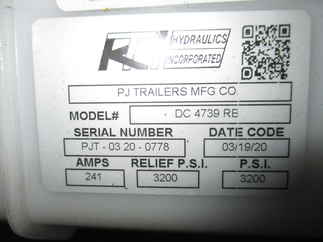 HYDRAULICS
INCORPORATED
PJ TRAILERS MFG CO.
MODEL# DC 4739 RE
SERIAL NUMBER DATE CODE
PJT - 03 20 - 0778 03/19/20
AMPS RELIEF P.S.I. P.S.I.
241 3200 3200